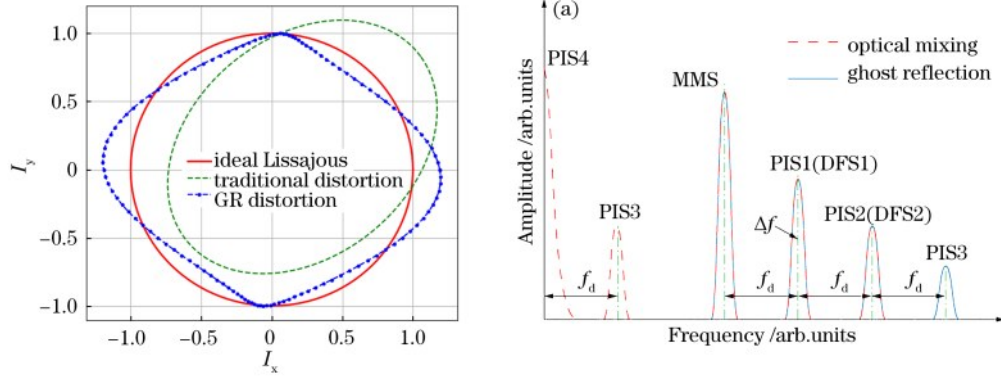 1.0
0.5
0
−0.5
−1.0
I_y
−1.0 −0.5 0 0.5 1.0
I_x
ideal Lissajous
traditional distortion
GR distortion
(a)
optical mixing
ghost reflection
PIS4
MMS
PIS1(DFS1)
PIS2(DFS2)
PIS3
PIS3
Δf
f_d
f_d f_d f_d
Amplitude /arb.units
Frequency /arb.units